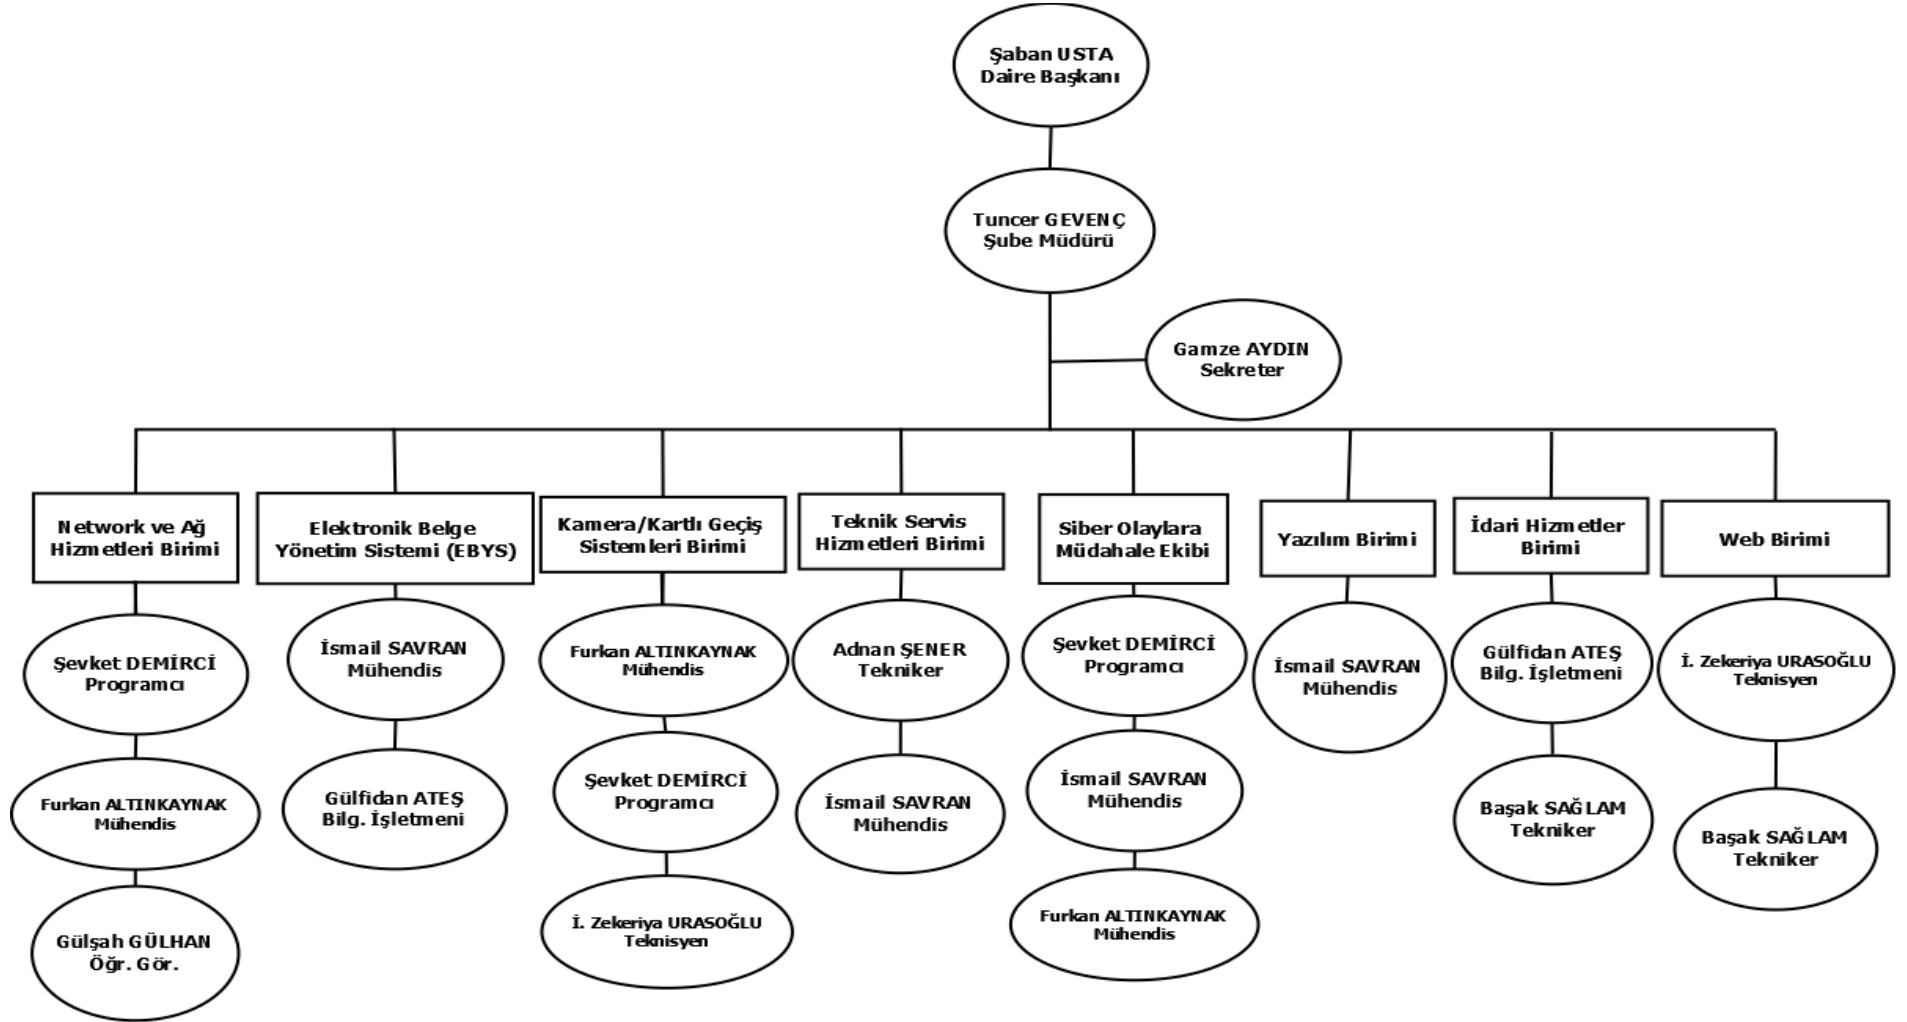 Şaban USTA
Daire Başkanı
Tuncer GEVENÇ
Şube Müdürü
Gamze AYDIN
Sekreter
Network ve Ağ
Hizmetleri Birimi
Şevket DEMİRCİ
Programcı
Furkan ALTINKAYNAK
Mühendis
Gülşah GÜLHAN
Öğr. Gör.
Elektronik Belge
Yönetim Sistemi (EBYS)
İsmail SAVRAN
Mühendis
Gülfidan ATEŞ
Bilg. İşletmeni
Kamera/Kartlı Geçiş
Sistemleri Birimi
Furkan ALTINKAYNAK
Mühendis
Şevket DEMİRCİ
Programcı
İ. Zekeriya URASOĞLU
Teknisyen
Teknik Servis
Hizmetleri Birimi
Adnan ŞENER
Tekniker
İsmail SAVRAN
Mühendis
Siber Olaylara
Müdahale Ekibi
Şevket DEMİRCİ
Programcı
İsmail SAVRAN
Mühendis
Furkan ALTINKAYNAK
Mühendis
Yazılım Birimi
İsmail SAVRAN
Mühendis
İdari Hizmetler
Birimi
Gülfidan ATEŞ
Bilg. İşletmeni
Başak SAĞLAM
Tekniker
Web Birimi
İ. Zekeriya URASOĞLU
Teknisyen
Başak SAĞLAM
Tekniker